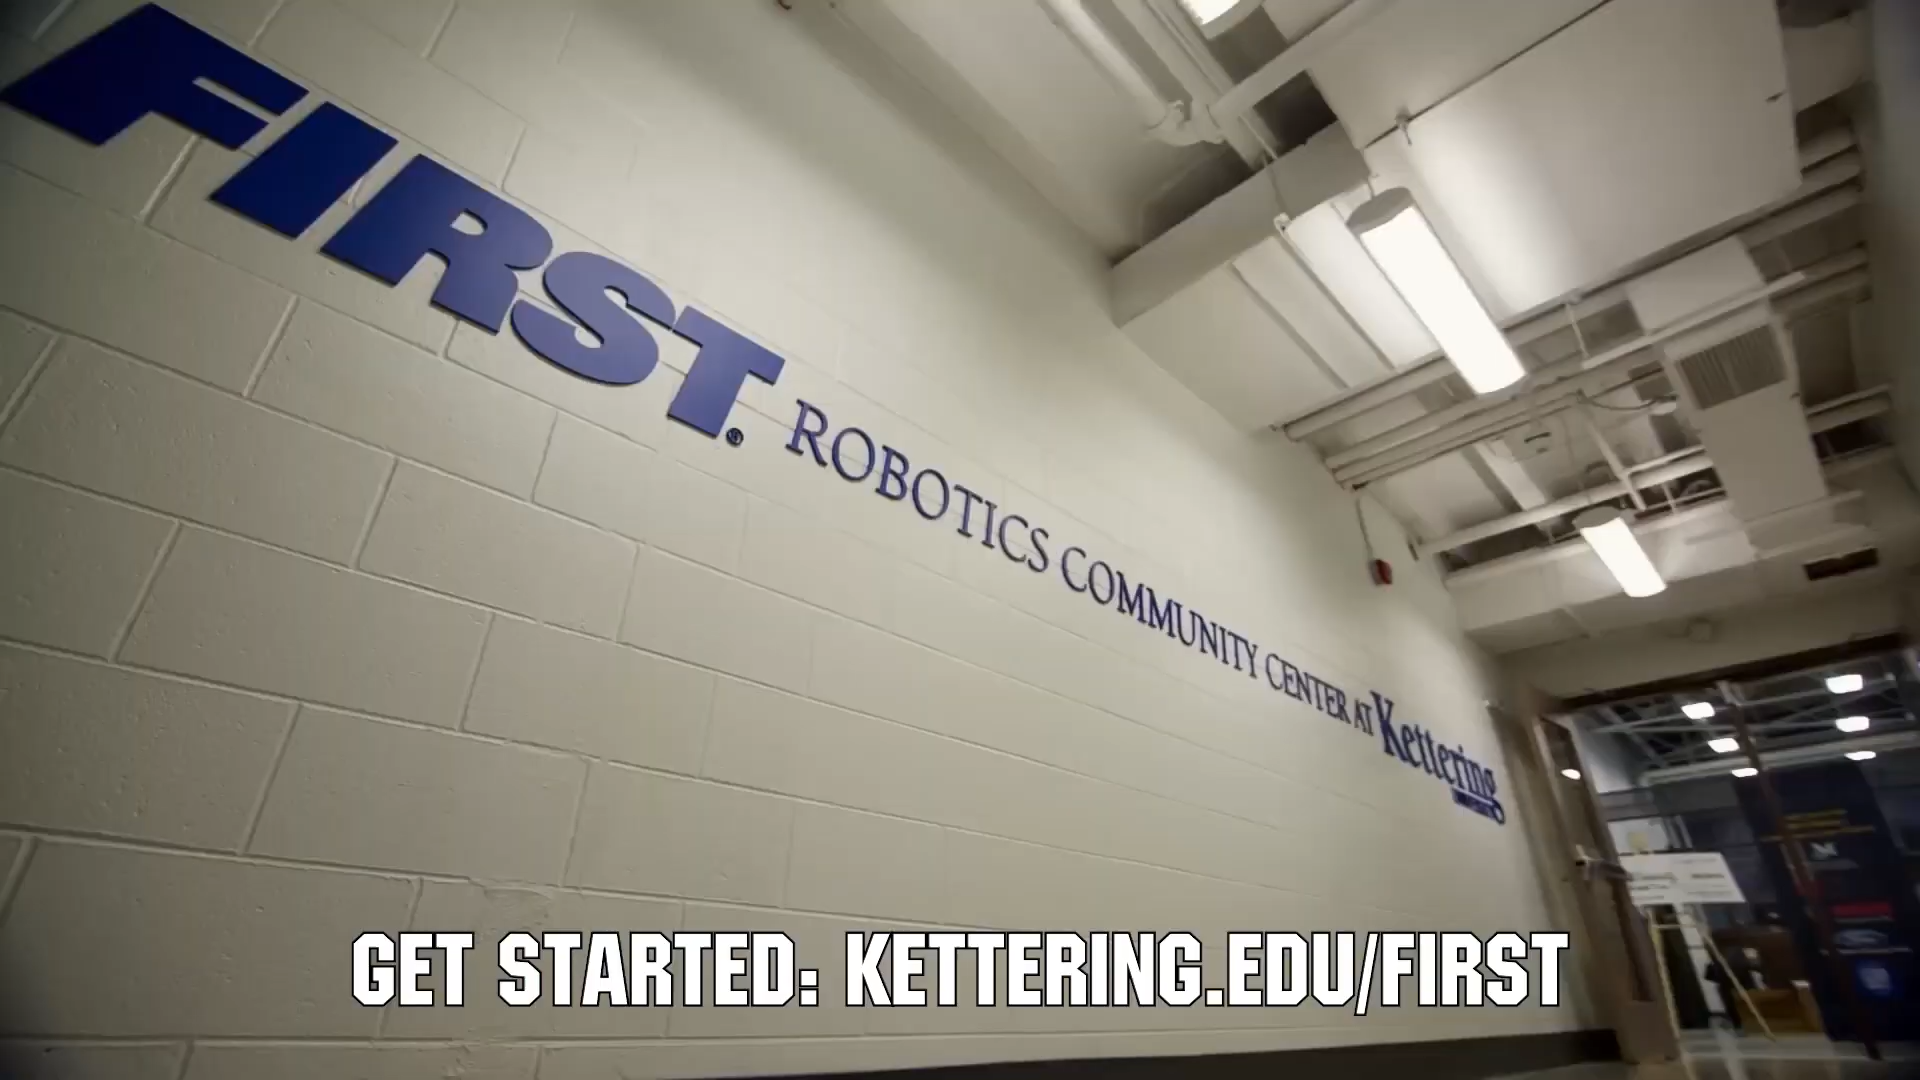 FIRST® ROBOTICS COMMUNITY CENTER AT Kettering
GET STARTED: KETTERING.EDU/FIRST